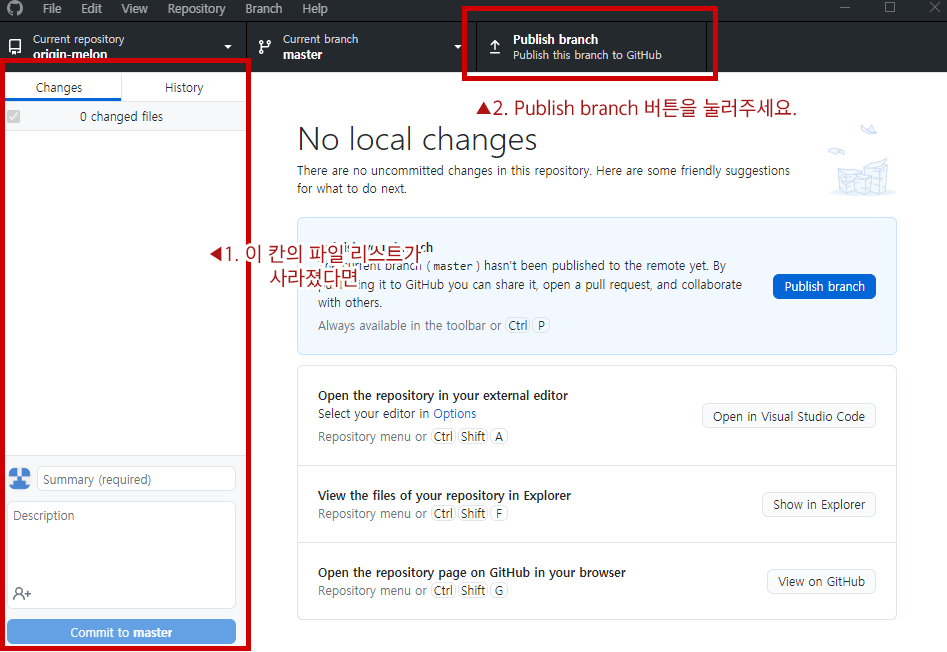 File Edit View Repository Branch Help
Current repository
origin-melon
Current branch
master
Publish branch
Publish this branch to GitHub
Changes History
0 changed files
▲2. Publish branch 버튼을 눌러주세요.
No local changes
There are no uncommitted changes in this repository. Here are some friendly suggestions
for what to do next.
◀1. 이 칸의 파일 리스트가
사라졌다면
(master) hasn't been published to the remote yet. By
it to GitHub you can share it, open a pull request, and collaborate
with others.
Always available in the toolbar or Ctrl P
Publish branch
Open the repository in your external editor
Select your editor in Options
Repository menu or Ctrl Shift A
Open in Visual Studio Code
View the files of your repository in Explorer
Repository menu or Ctrl Shift F
Show in Explorer
Open the repository page on GitHub in your browser
Repository menu or Ctrl Shift G
View on GitHub
Summary (required)
Description
Commit to master